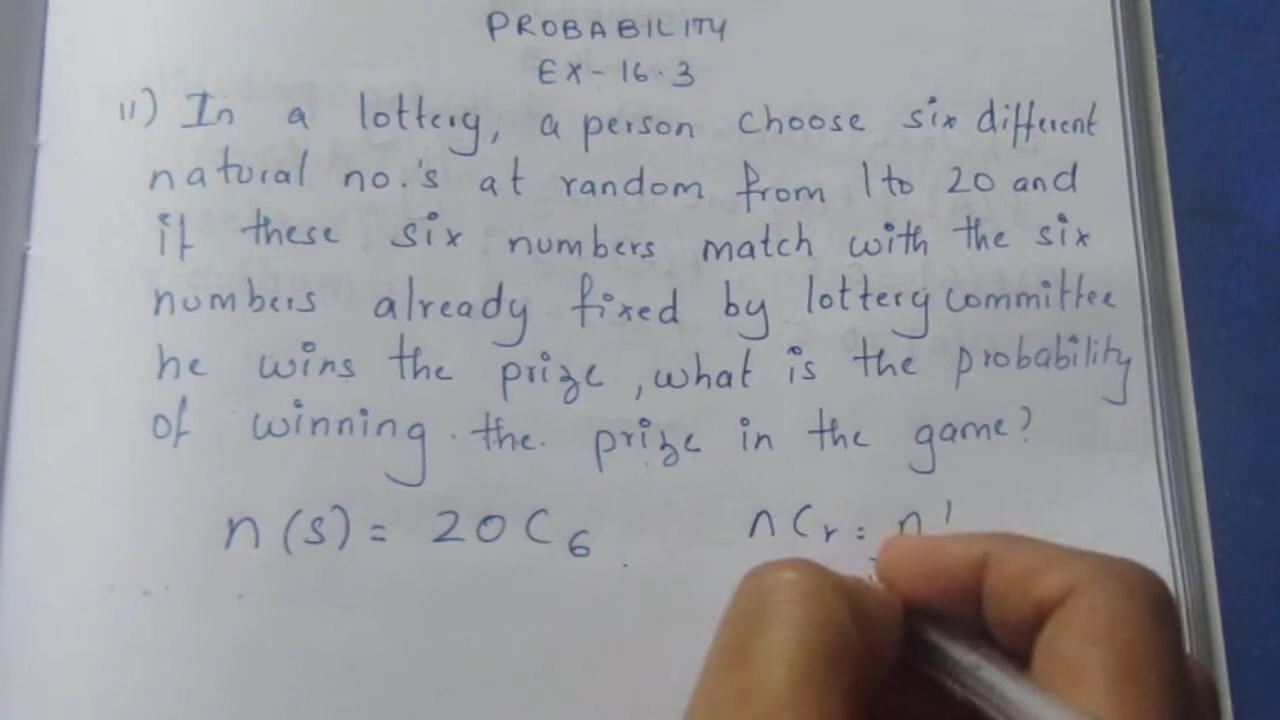 PROBABILITY
EX-16.3
11) In a lottery, a person choose six different
natural no.'s at random from 1 to 20 and
if these six numbers match with the six
numbers already fixed by lottery committee
he wins the prize, what is the probability
of winning the prize in the game?
n(s) = 20C6 nCr = n!